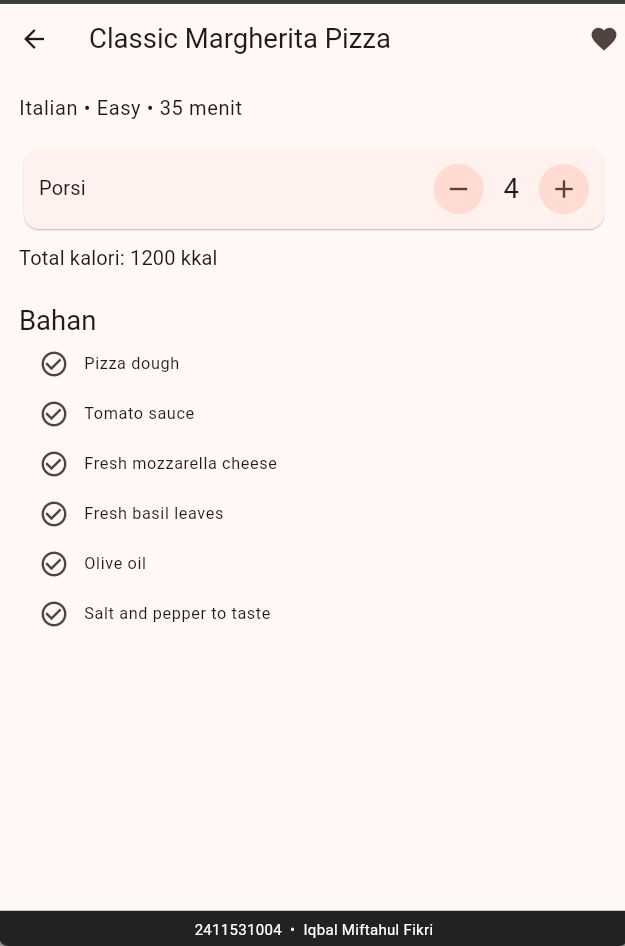 Classic Margherita Pizza
Italian • Easy • 35 menit
Porsi
4
Total kalori: 1200 kkal
Bahan
Pizza dough
Tomato sauce
Fresh mozzarella cheese
Fresh basil leaves
Olive oil
Salt and pepper to taste
2411531004 • Iqbal Miftahul Fikri